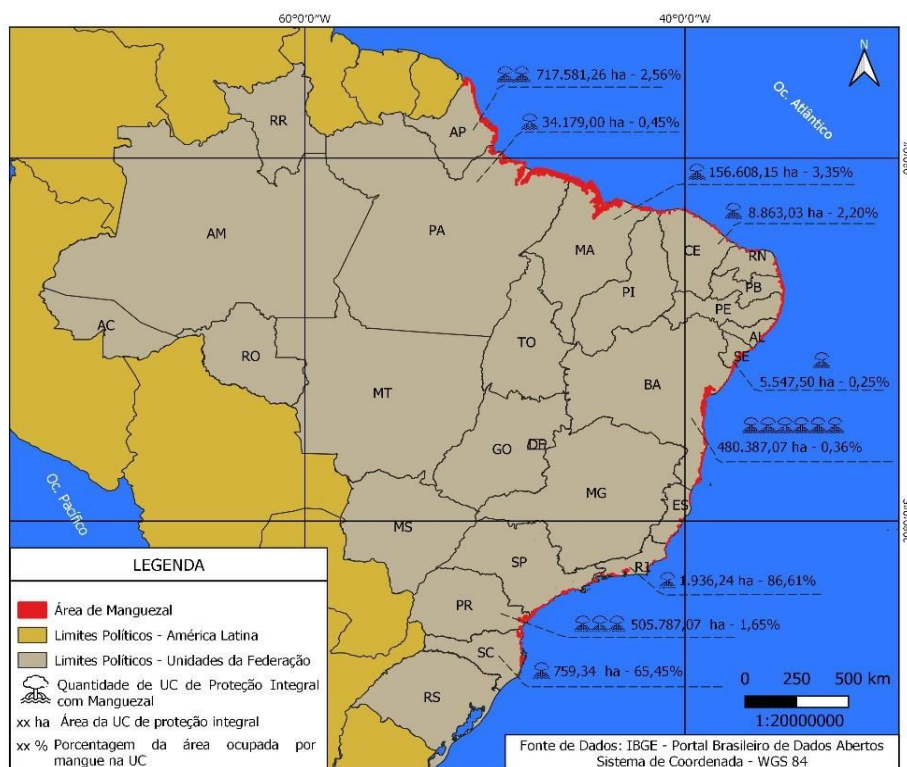 60°0'0"W
40°0'0"W
N
Oc. Atlântico
717.581,26 ha - 2,56%
34.179,00 ha - 0,45%
RR
AP
0°0'0"
156.608,15 ha - 3,35%
8.863,03 ha - 2,20%
AM
PA
MA
CE
RN
PB
PI
PE
AL
AC
RO
TO
SE
5.547,50 ha - 0,25%
MT
BA
480.387,07 ha - 0,36%
GO
DF
MG
ES
Oc. Pacífico
MS
SP
RJ
1.936,24 ha - 86,61%
PR
505.787,07 ha - 1,65%
SC
759,34 ha - 65,45%
RS
LEGENDA
Área de Manguezal
Limites Políticos - América Latina
Limites Políticos - Unidades da Federação
Quantidade de UC de Proteção Integral
com Manguezal
xx ha Área da UC de proteção integral
xx % Porcentagem da área ocupada por
mangue na UC
0 250 500 km
1:20000000
Fonte de Dados: IBGE - Portal Brasileiro de Dados Abertos
Sistema de Coordenada - WGS 84